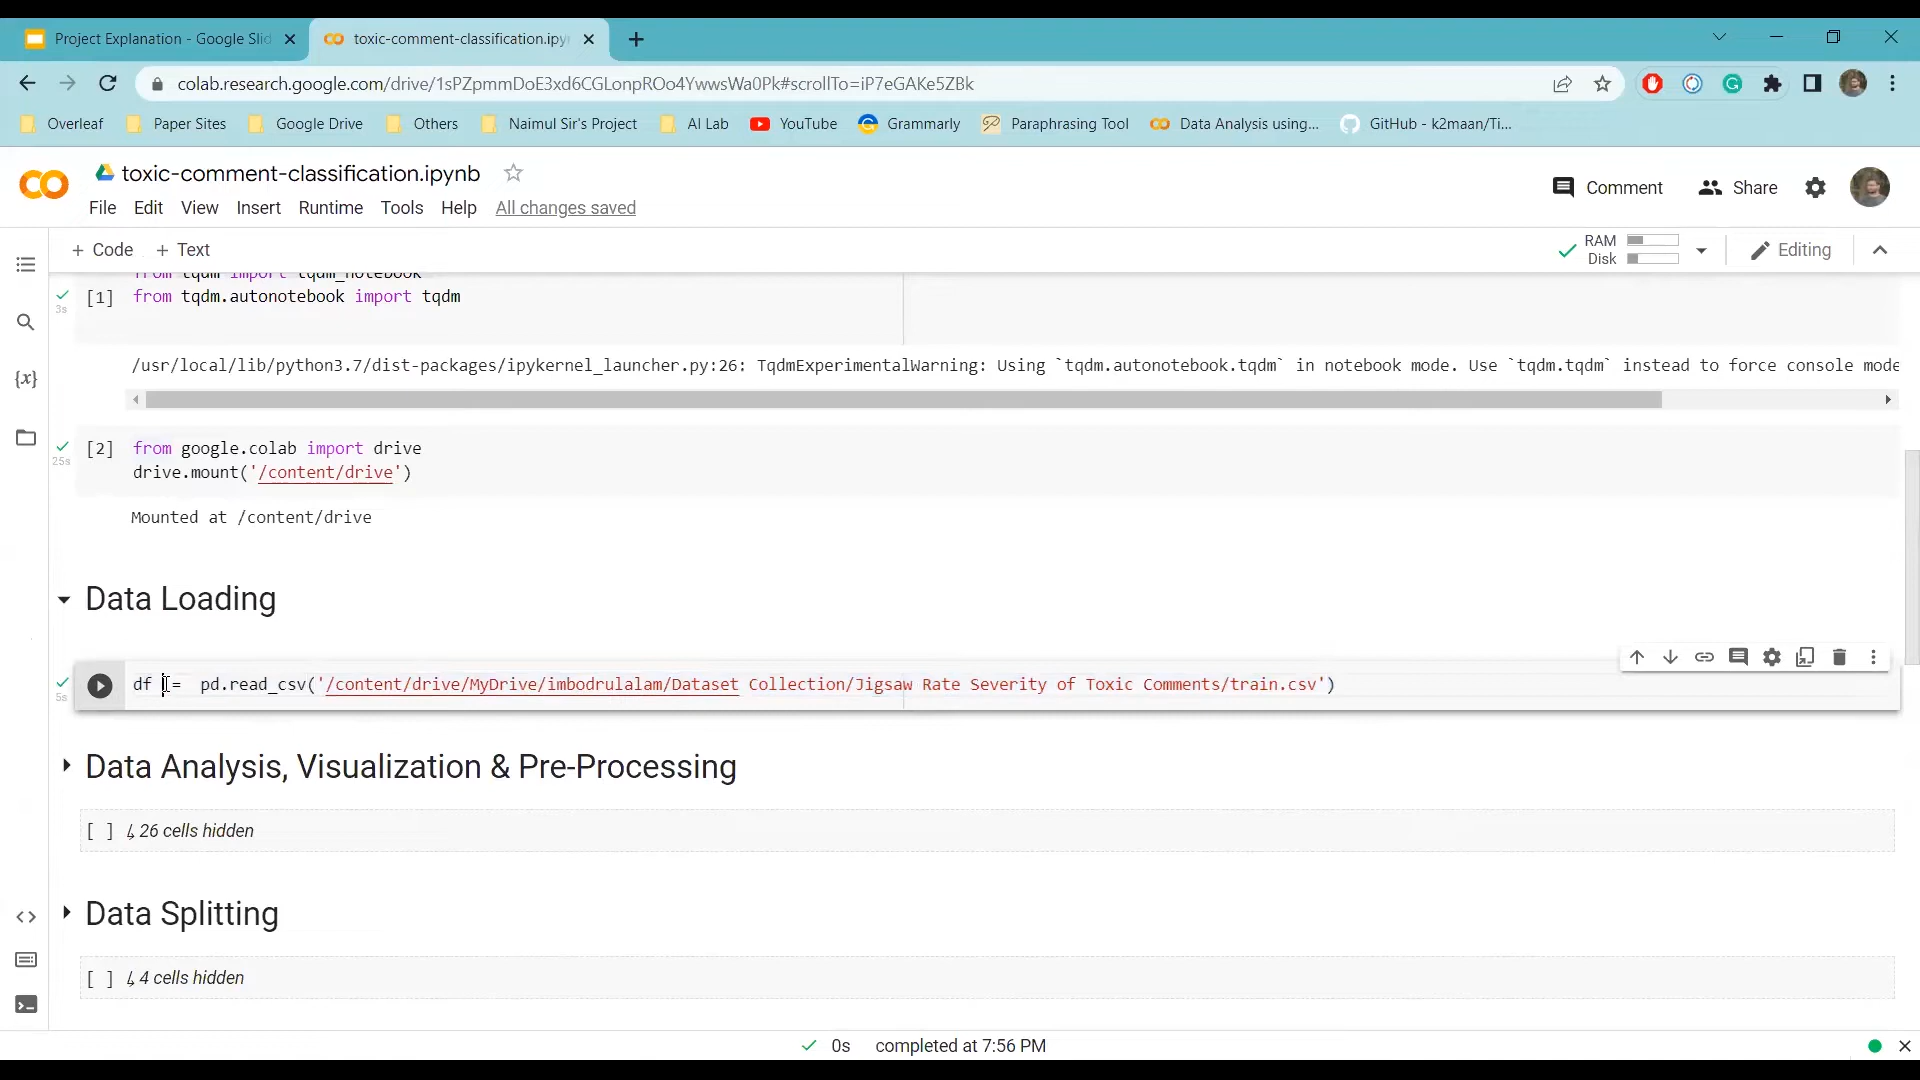 Project Explanation - Google Slid
toxic-comment-classification.ipy
colab.research.google.com/drive/1sPZpmmDoE3xd6CGLonpROo4YwwsWa0Pk#scrollTo=iP7eGAKe5ZBk
Overleaf Paper Sites Google Drive Others Naimul Sir's Project AI Lab YouTube Grammarly Paraphrasing Tool Data Analysis using... GitHub - k2maan/Ti...
toxic-comment-classification.ipynb
Comment Share
File Edit View Insert Runtime Tools Help All changes saved
+ Code + Text
RAM
Disk
Editing
from tqdm import tqdm_notebook
[1] from tqdm.autonotebook import tqdm
3s
/usr/local/lib/python3.7/dist-packages/ipykernel_launcher.py:26: TqdmExperimentalWarning: Using `tqdm.autonotebook.tqdm` in notebook mode. Use `tqdm.tqdm` instead to force console mode
[2] from google.colab import drive
25s
drive.mount('/content/drive')
Mounted at /content/drive
{x}
Data Loading
df = pd.read_csv('/content/drive/MyDrive/imbodrulalam/Dataset Collection/Jigsaw Rate Severity of Toxic Comments/train.csv')
5s
Data Analysis, Visualization & Pre-Processing
[ ] ↳ 26 cells hidden
Data Splitting
<>
[ ] ↳ 4 cells hidden
0s completed at 7:56 PM